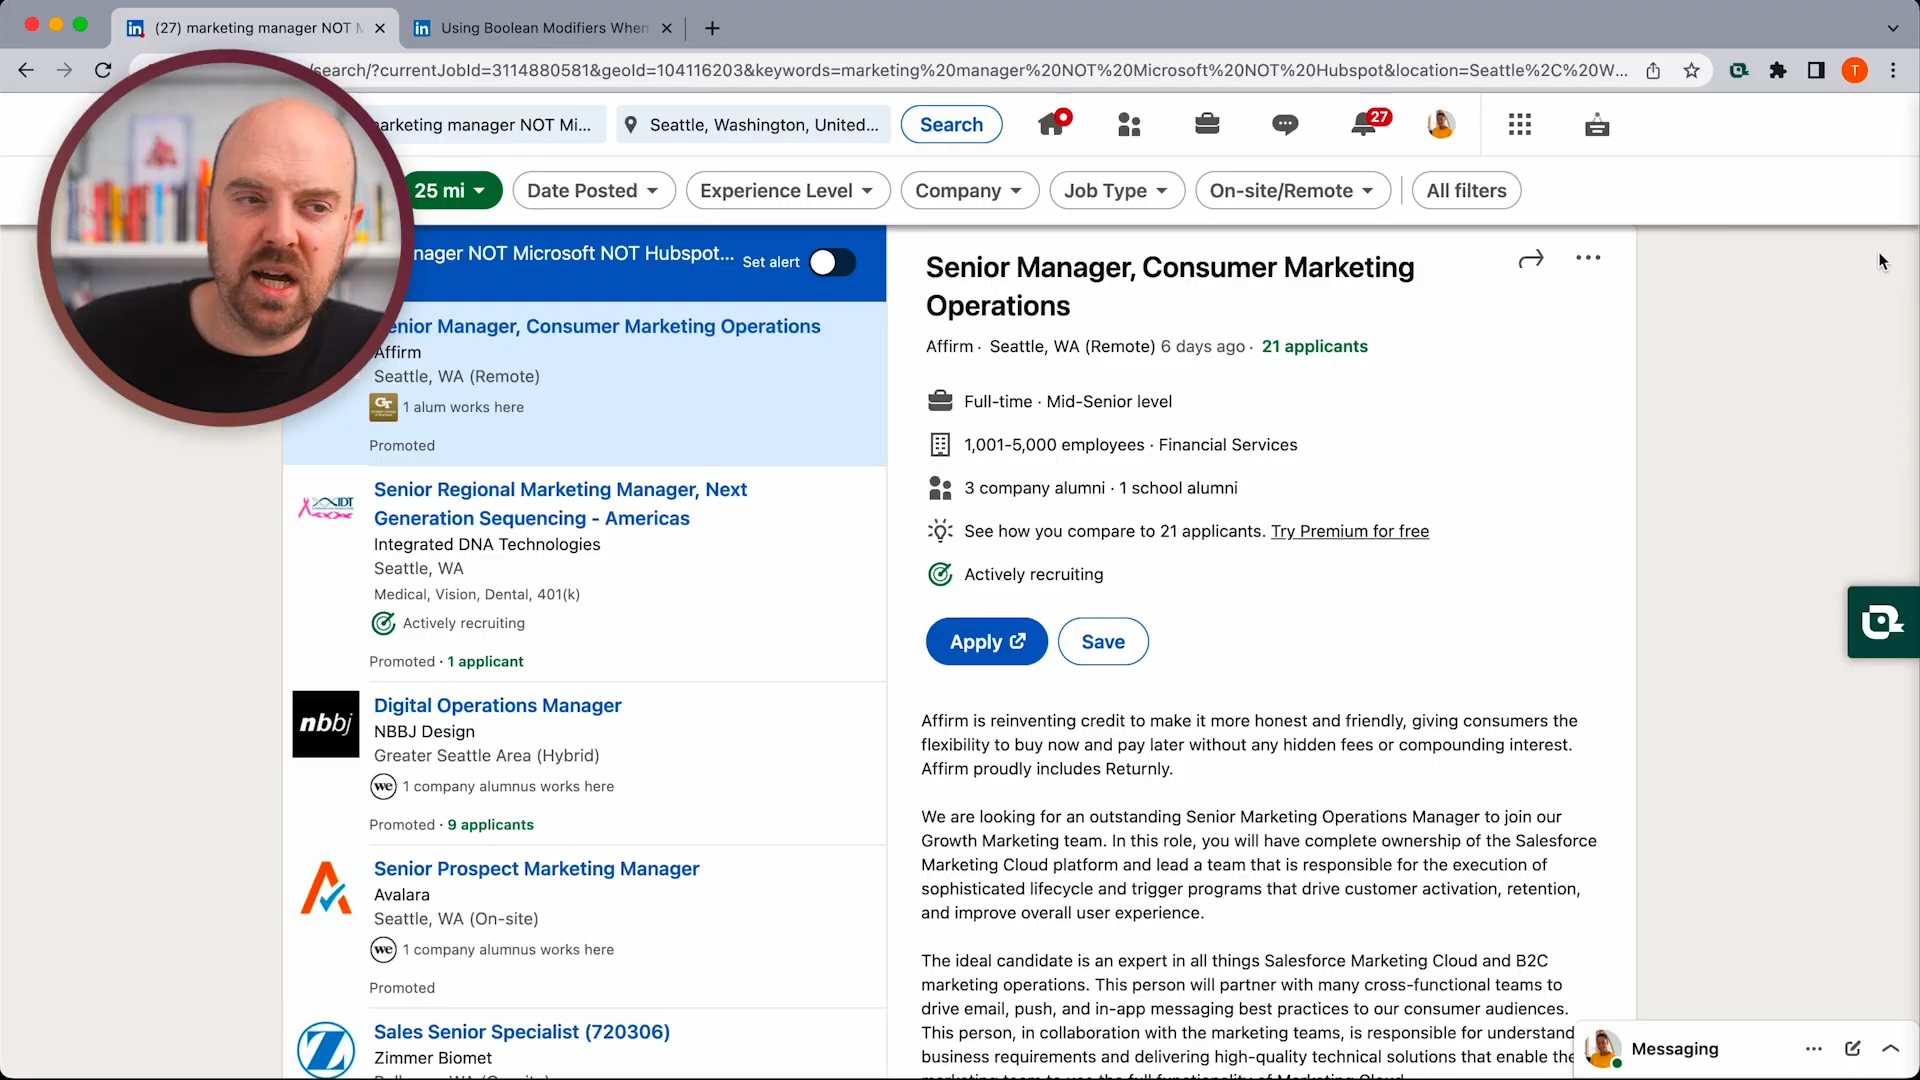 (27) marketing manager NOT M
Using Boolean Modifiers When
/search/?currentJobId=3114880581&geoId=104116203&keywords=marketing%20manager%20NOT%20Microsoft%20NOT%20Hubspot&location=Seattle%2C%20W...
T
arketing manager NOT Mi...
Seattle, Washington, United...
Search
27
25 mi
Date Posted
Experience Level
Company
Job Type
On-site/Remote
All filters
nager NOT Microsoft NOT Hubspot...
Set alert
enior Manager, Consumer Marketing Operations
Affirm
Seattle, WA (Remote)
GT
1 alum works here
Promoted
IDT
Senior Regional Marketing Manager, Next
Generation Sequencing - Americas
Integrated DNA Technologies
Seattle, WA
Medical, Vision, Dental, 401(k)
Actively recruiting
Promoted · 1 applicant
nbbj
Digital Operations Manager
NBBJ Design
Greater Seattle Area (Hybrid)
we
1 company alumnus works here
Promoted · 9 applicants
Senior Prospect Marketing Manager
Avalara
Seattle, WA (On-site)
we
1 company alumnus works here
Promoted
Sales Senior Specialist (720306)
Zimmer Biomet
Senior Manager, Consumer Marketing
Operations
Affirm · Seattle, WA (Remote) 6 days ago · 21 applicants
Full-time · Mid-Senior level
1,001-5,000 employees · Financial Services
3 company alumni · 1 school alumni
See how you compare to 21 applicants. Try Premium for free
Actively recruiting
Apply
Save
Affirm is reinventing credit to make it more honest and friendly, giving consumers the
flexibility to buy now and pay later without any hidden fees or compounding interest.
Affirm proudly includes Returnly.
We are looking for an outstanding Senior Marketing Operations Manager to join our
Growth Marketing team. In this role, you will have complete ownership of the Salesforce
Marketing Cloud platform and lead a team that is responsible for the execution of
sophisticated lifecycle and trigger programs that drive customer activation, retention,
and improve overall user experience.
The ideal candidate is an expert in all things Salesforce Marketing Cloud and B2C
marketing operations. This person will partner with many cross-functional teams to
drive email, push, and in-app messaging best practices to our consumer audiences.
This person, in collaboration with the marketing teams, is responsible for understand
business requirements and delivering high-quality technical solutions that enable the
Messaging